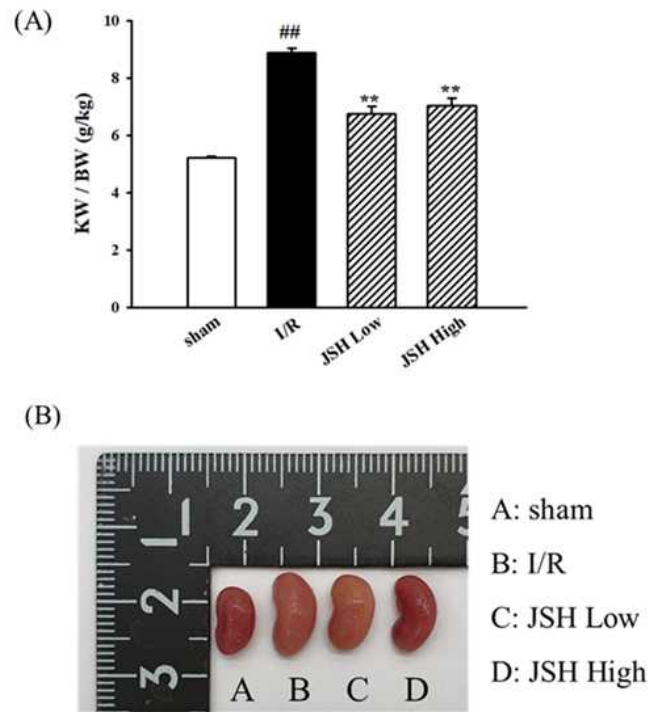 (A)
10
##
8
**
**
6
4
2
0
KW / BW (g/kg)
sham
I/R
JSH Low
JSH High
(B)
1 2 3 4 5
1
2
3
A B C D
A: sham
B: I/R
C: JSH Low
D: JSH High